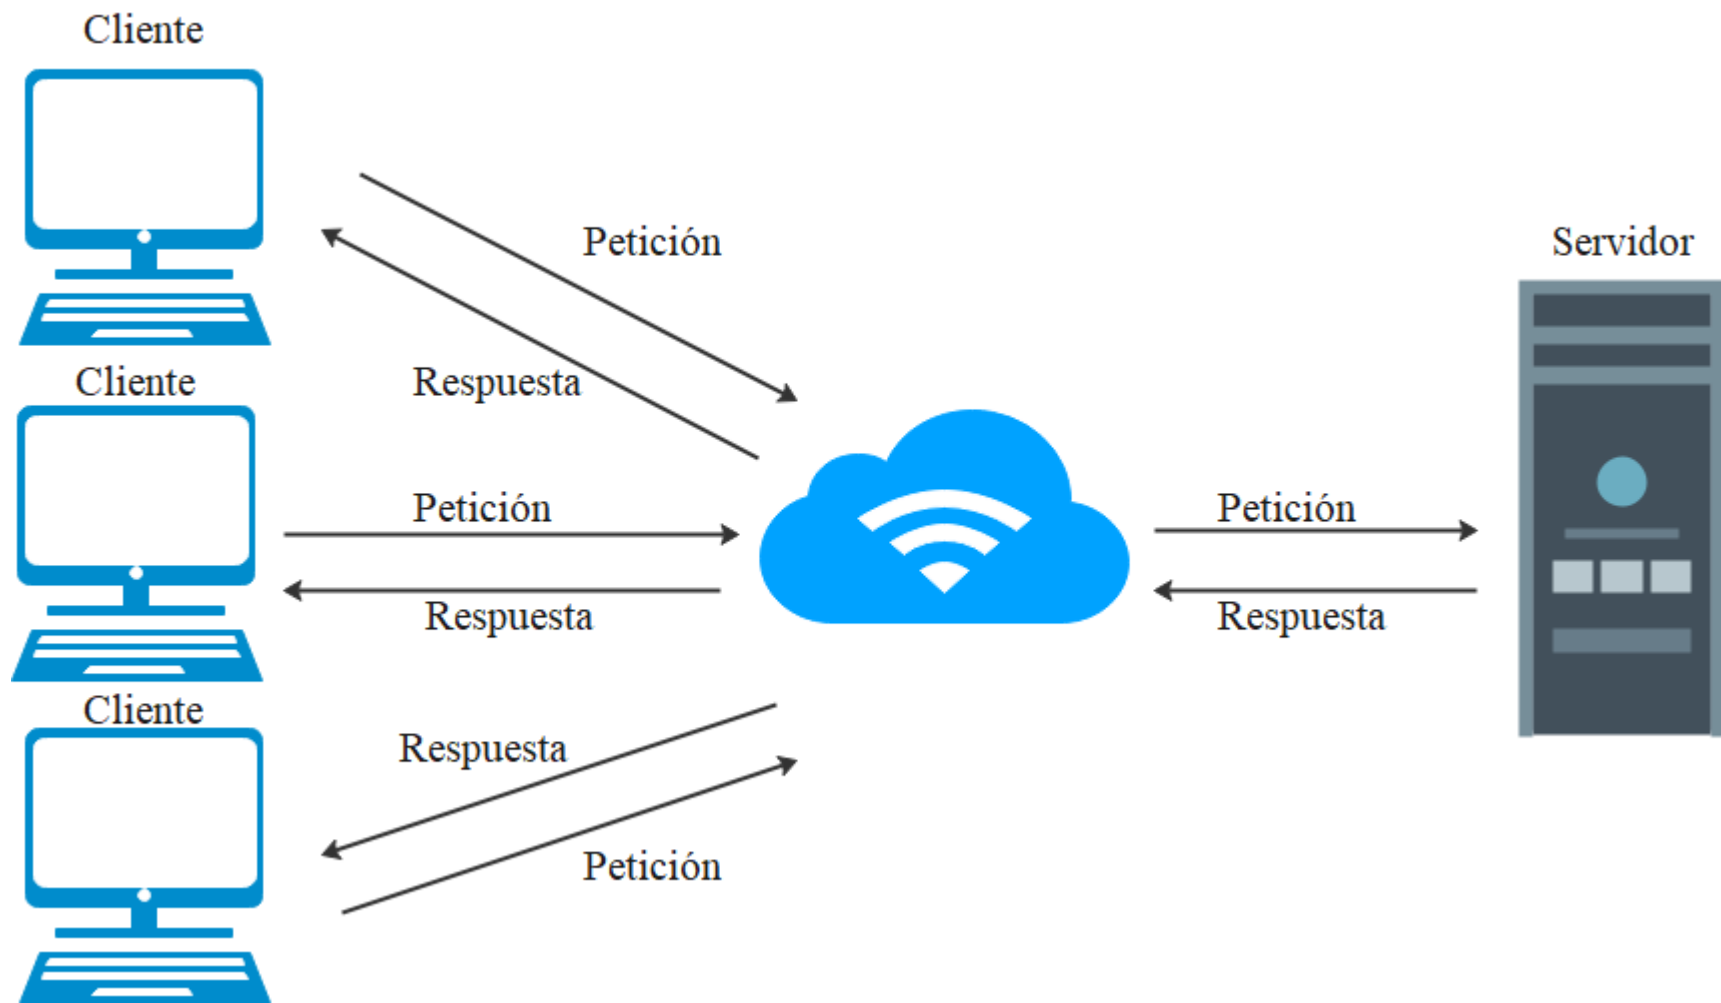 Cliente
Petición
Servidor
Respuesta
Cliente
Petición
Petición
Respuesta
Respuesta
Cliente
Respuesta
Petición